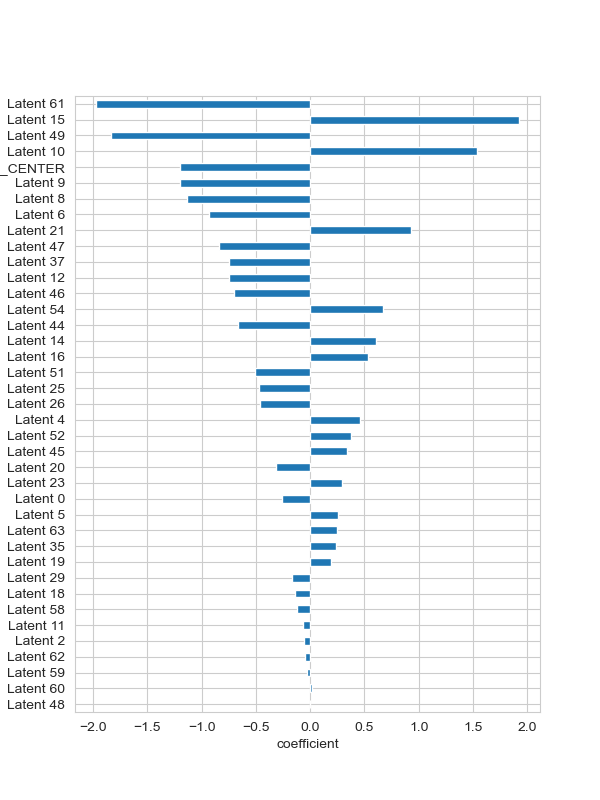 Latent 61
Latent 15
Latent 49
Latent 10
_CENTER
Latent 9
Latent 8
Latent 6
Latent 21
Latent 47
Latent 37
Latent 12
Latent 46
Latent 54
Latent 44
Latent 14
Latent 16
Latent 51
Latent 25
Latent 26
Latent 4
Latent 52
Latent 45
Latent 20
Latent 23
Latent 0
Latent 5
Latent 63
Latent 35
Latent 19
Latent 29
Latent 18
Latent 58
Latent 11
Latent 2
Latent 62
Latent 59
Latent 60
Latent 48
−2.0 −1.5 −1.0 −0.5 0.0 0.5 1.0 1.5 2.0
coefficient